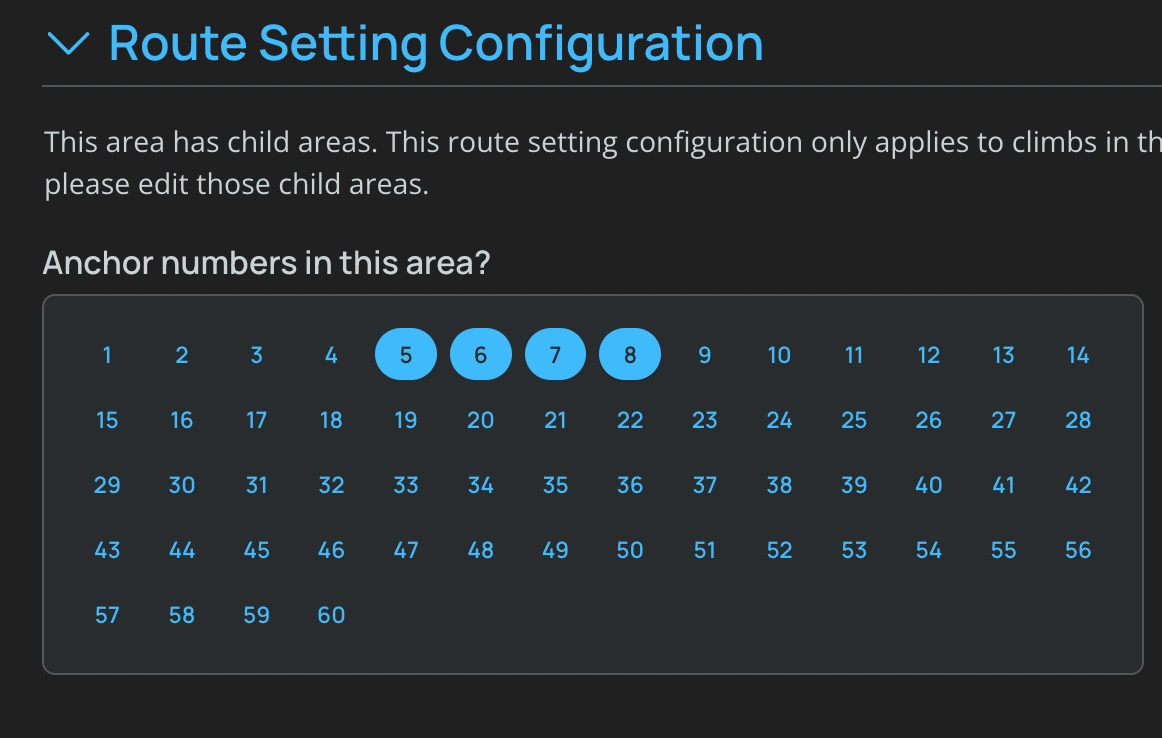 Route Setting Configuration
This area has child areas. This route setting configuration only applies to climbs in
please edit those child areas.
Anchor numbers in this area?
1 2 3 4 5 6 7 8 9 10 11 12 13 14
15 16 17 18 19 20 21 22 23 24 25 26 27 28
29 30 31 32 33 34 35 36 37 38 39 40 41 42
43 44 45 46 47 48 49 50 51 52 53 54 55 56
57 58 59 60